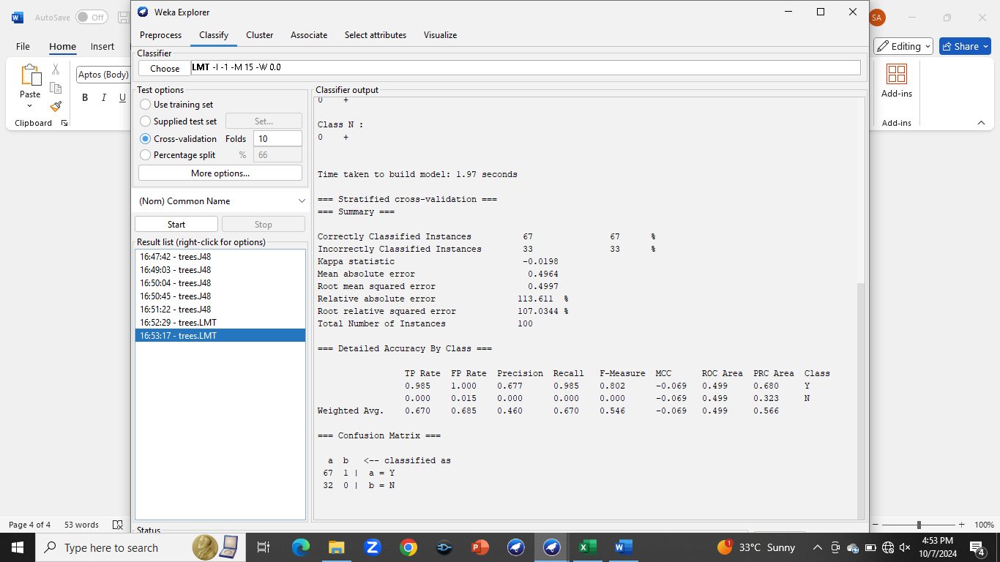 AutoSave Off
Weka Explorer
SA
Preprocess Classify Cluster Associate Select attributes Visualize
File Home Insert
Editing Share
Classifier
Choose LMT -I -1 -M 15 -W 0.0
Aptos (Body)
Paste
B I U
Clipboard
Add-ins
Add-ins
Test options
Use training set
Supplied test set Set...
Cross-validation Folds 10
Percentage split % 66
More options...
(Nom) Common Name
Start Stop
Result list (right-click for options)
16:47:42 - trees.J48
16:49:03 - trees.J48
16:50:04 - trees.J48
16:50:45 - trees.J48
16:51:22 - trees.J48
16:52:29 - trees.LMT
16:53:17 - trees.LMT
Classifier output
0 +
Class N :
0 +
Time taken to build model: 1.97 seconds
=== Stratified cross-validation ===
=== Summary ===
Correctly Classified Instances 67 67 %
Incorrectly Classified Instances 33 33 %
Kappa statistic -0.0198
Mean absolute error 0.4964
Root mean squared error 0.4997
Relative absolute error 113.611 %
Root relative squared error 107.0344 %
Total Number of Instances 100
=== Detailed Accuracy By Class ===
TP Rate FP Rate Precision Recall F-Measure MCC ROC Area PRC Area Class
0.985 1.000 0.677 0.985 0.802 -0.069 0.499 0.680 Y
0.000 0.015 0.000 0.000 0.000 -0.069 0.499 0.323 N
Weighted Avg. 0.670 0.685 0.460 0.670 0.546 -0.069 0.499 0.566
=== Confusion Matrix ===
a b <-- classified as
67 1 | a = Y
32 0 | b = N
Status
Page 4 of 4 53 words
100%
Type here to search
33°C Sunny
4:53 PM
10/7/2024
1
4